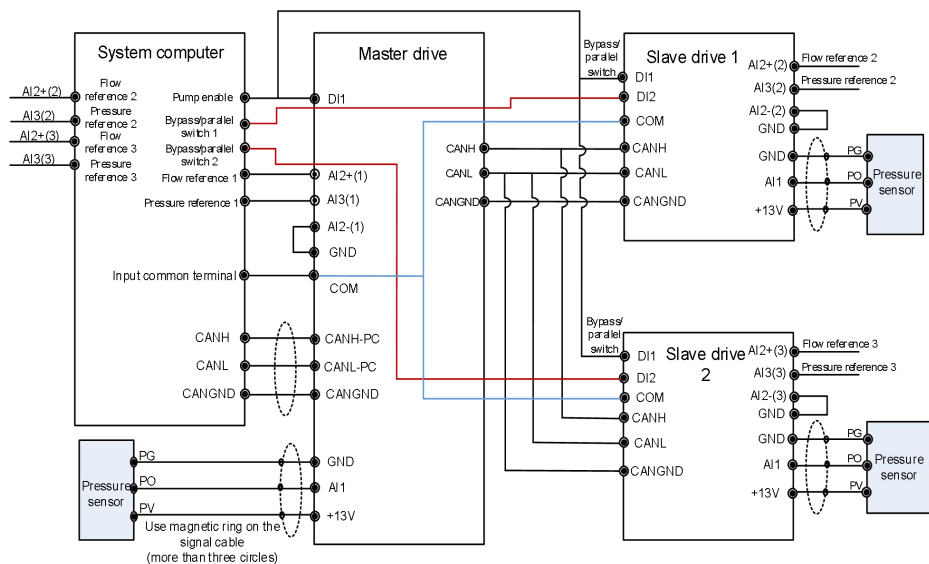 System computer
AI2+(2)
AI3(2)
AI2+(3)
AI3(3)
Flow
reference 2
Pressure
reference 2
Flow
reference 3
Pressure
reference 3
Pump enable
Bypass/parallel
switch 1
Bypass/parallel
switch 2
Flow reference 1
Pressure reference 1
Input common terminal
CANH
CANL
CANGND
Master drive
DI1
AI2+(1)
AI3(1)
AI2-(1)
GND
COM
CANH-PC
CANL-PC
CANGND
GND
AI1
+13V
CANH
CANL
CANGND
Pressure
sensor
PG
PO
PV
Use magnetic ring on the
signal cable
(more than three circles)
Bypass/
parallel
switch
Slave drive 1
DI1
DI2
COM
CANH
CANL
CANGND
AI2+(2)
AI3(2)
AI2-(2)
GND
GND
AI1
+13V
Flow reference 2
Pressure reference 2
PG
PO
PV
Pressure
sensor
Bypass/
parallel
switch
Slave drive
2
DI1
DI2
COM
CANH
CANL
CANGND
AI2+(3)
AI3(3)
AI2-(3)
GND
GND
AI1
+13V
Flow reference 3
Pressure reference 3
PG
PO
PV
Pressure
sensor